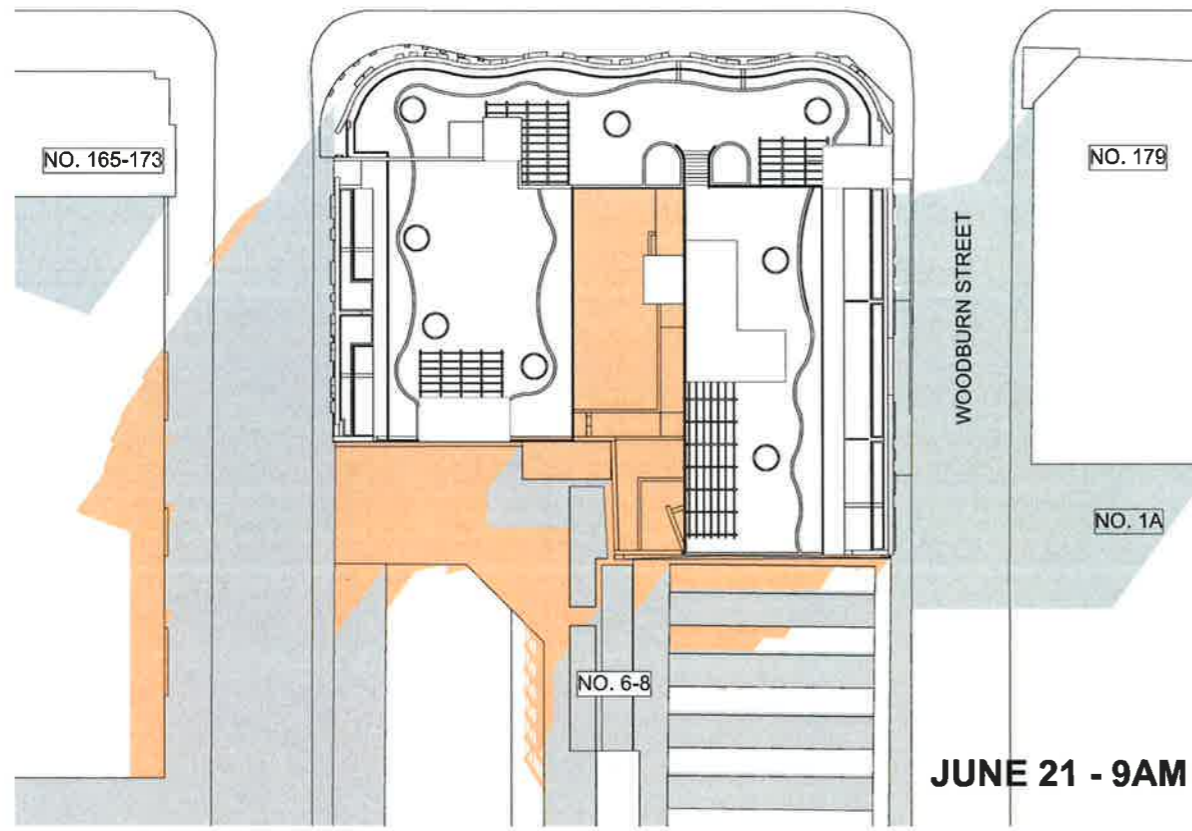 NO. 165-173
NO. 179
WOODBURN STREET
NO. 1A
NO. 6-8
JUNE 21 - 9AM